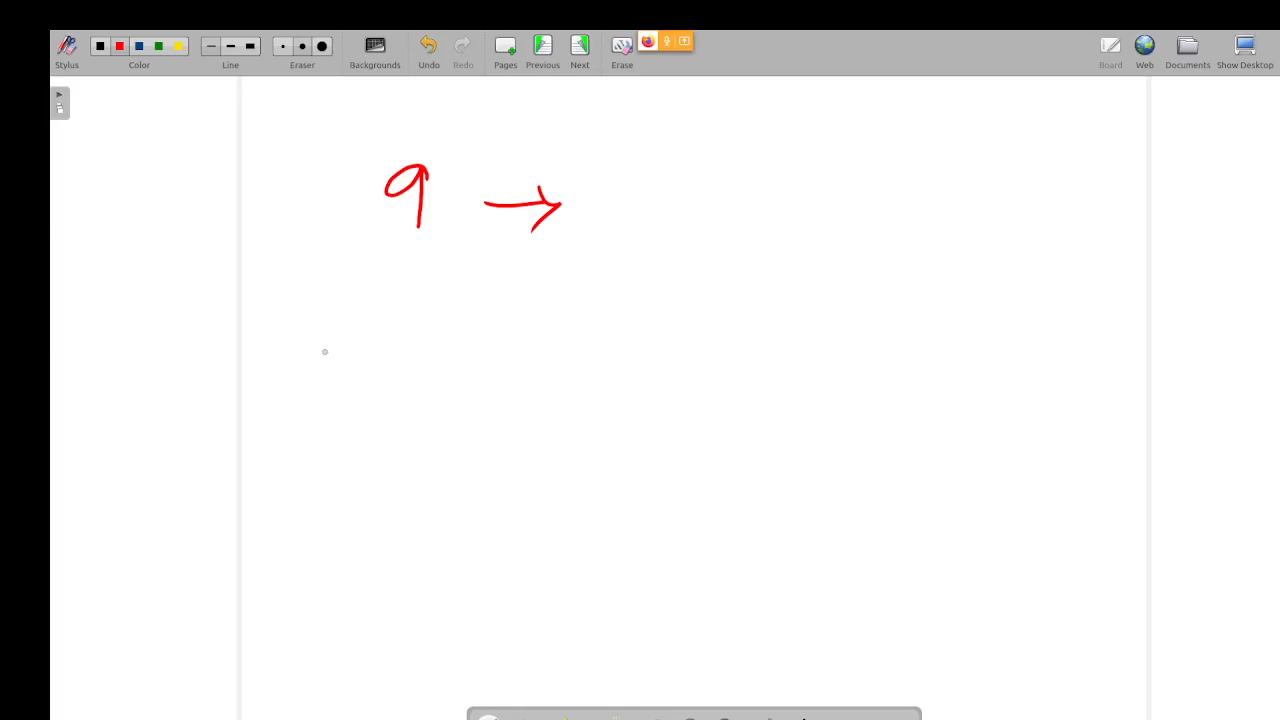 Stylus Color Line Eraser Backgrounds Undo Redo Pages Previous Next Erase Board Web Documents Show Desktop
9 →